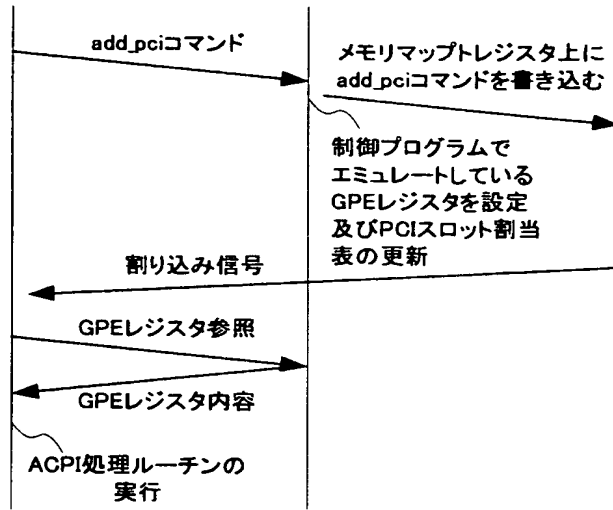 add_pciコマンド
メモリマップトレジスタ上に
add_pciコマンドを書き込む
制御プログラムで
エミュレートしている
GPEレジスタを設定
及びPCIスロット割当
表の更新
割り込み信号
GPEレジスタ参照
GPEレジスタ内容
ACPI処理ルーチンの
実行